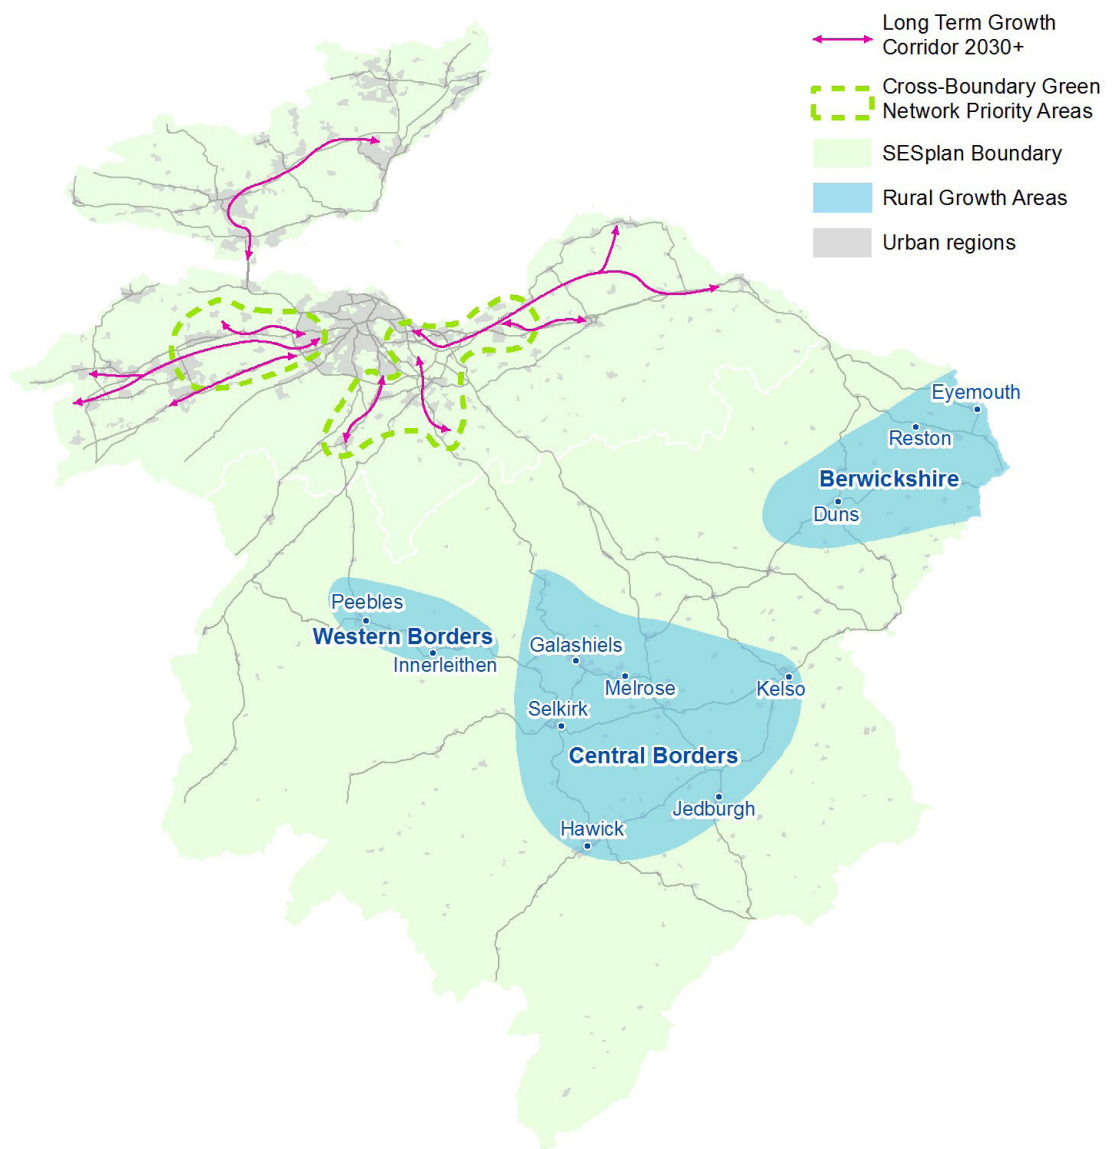 Long Term Growth
Corridor 2030+
Cross-Boundary Green
Network Priority Areas
SESplan Boundary
Rural Growth Areas
Urban regions
Eyemouth
Reston
Berwickshire
Duns
Peebles
Western Borders
Innerleithen
Galashiels
Melrose
Kelso
Selkirk
Central Borders
Jedburgh
Hawick